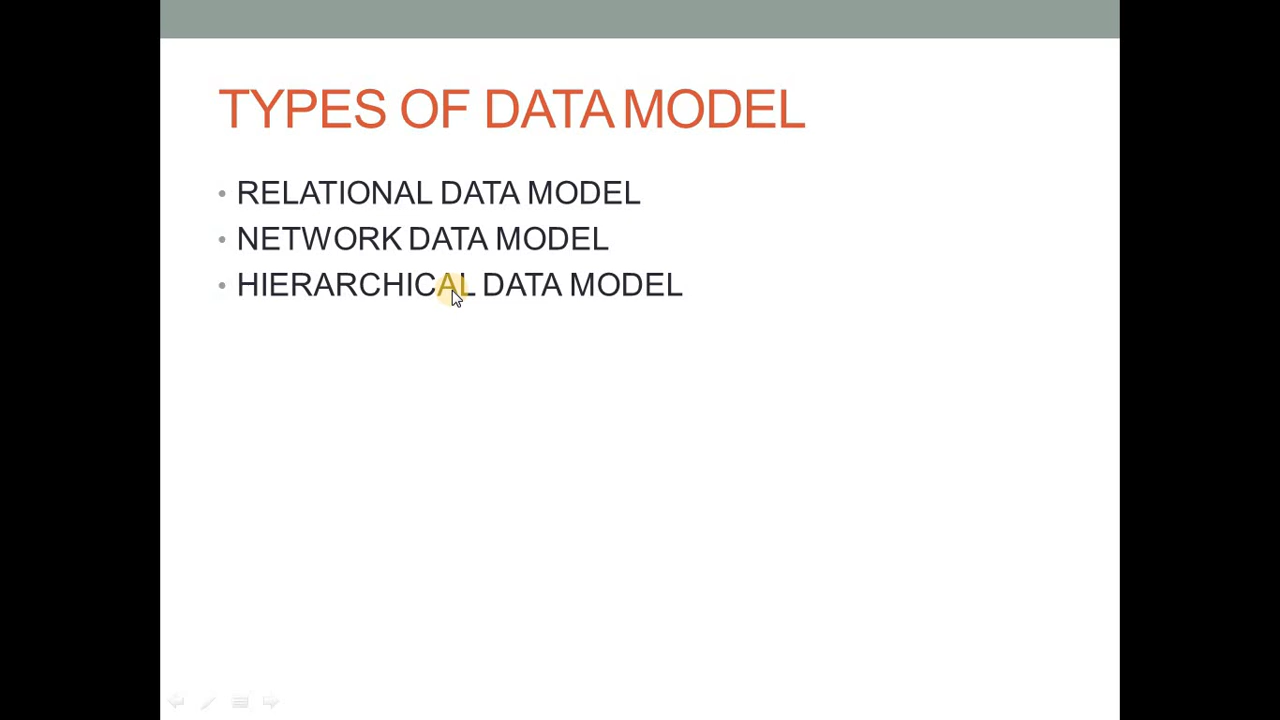 TYPES OF DATA MODEL
• RELATIONAL DATA MODEL
• NETWORK DATA MODEL
• HIERARCHICAL DATA MODEL